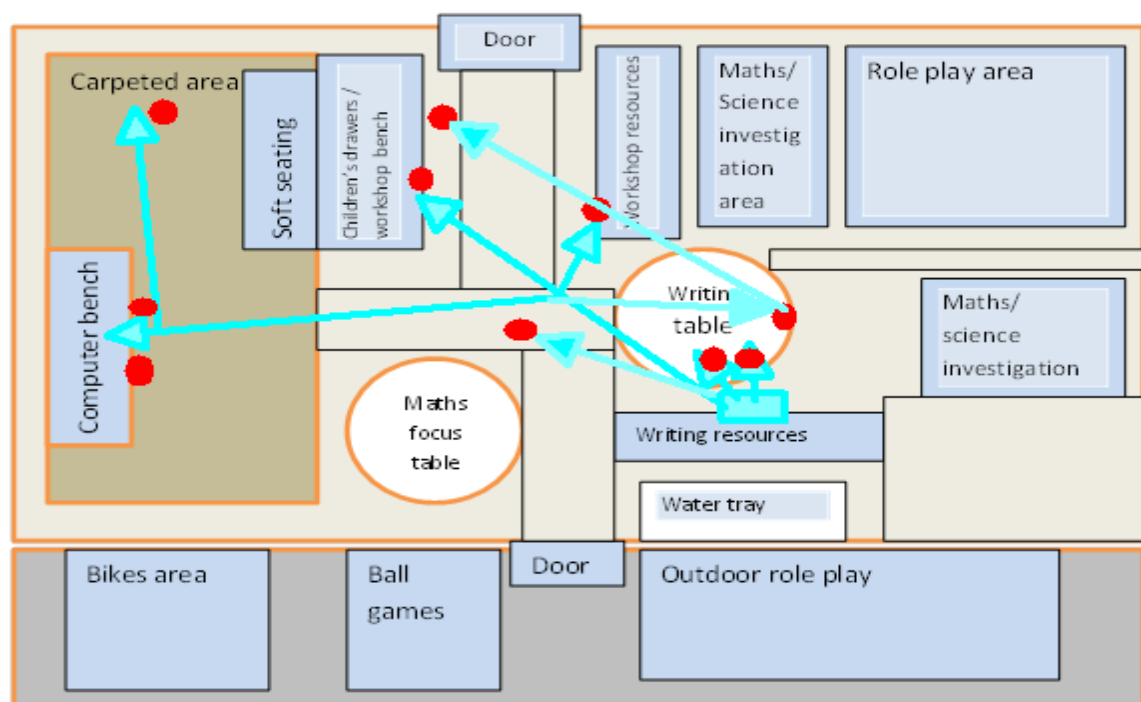 Door
Carpeted area
Soft seating
Children's drawers /
workshop bench
Workshop resources
Maths/
Science
investig
ation
area
Role play area
Computer bench
Writin
table
Maths/
science
investigation
Maths
focus
table
Writing resources
Water tray
Bikes area
Ball
games
Door
Outdoor role play